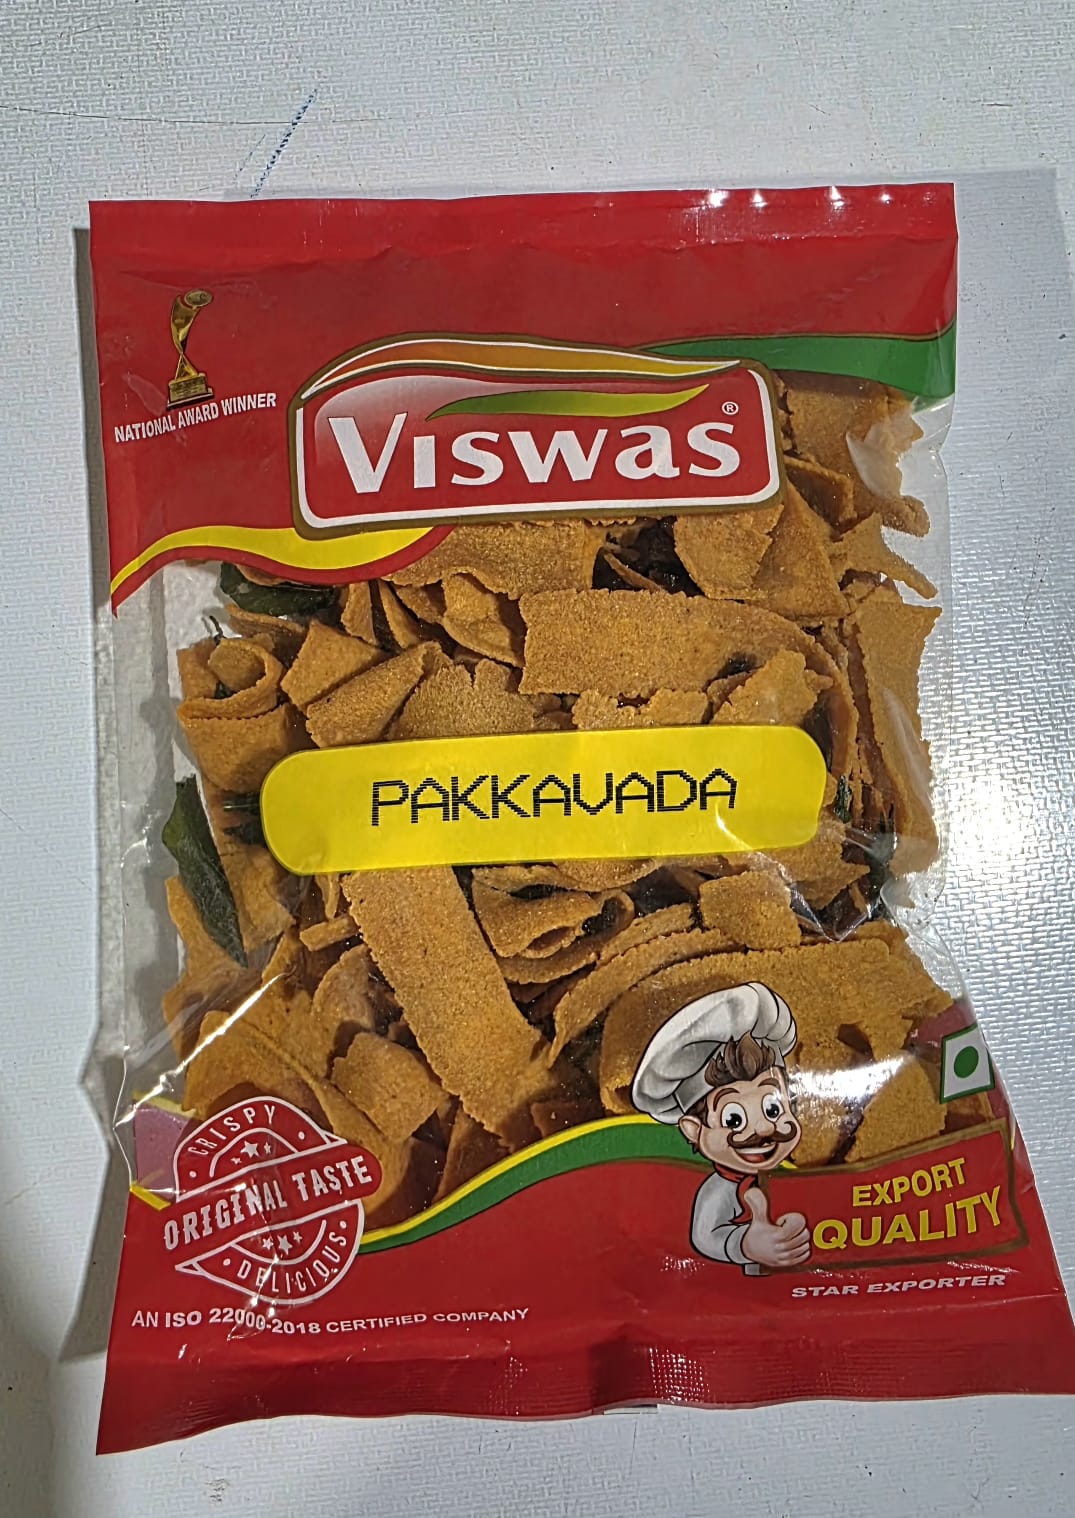 NATIONAL AWARD WINNER
VISWAS®
PAKKAVADA
CRISPY
ORIGINAL TASTE
DELICIOUS
EXPORT
QUALITY
STAR EXPORTER
AN ISO 22000-2018 CERTIFIED COMPANY